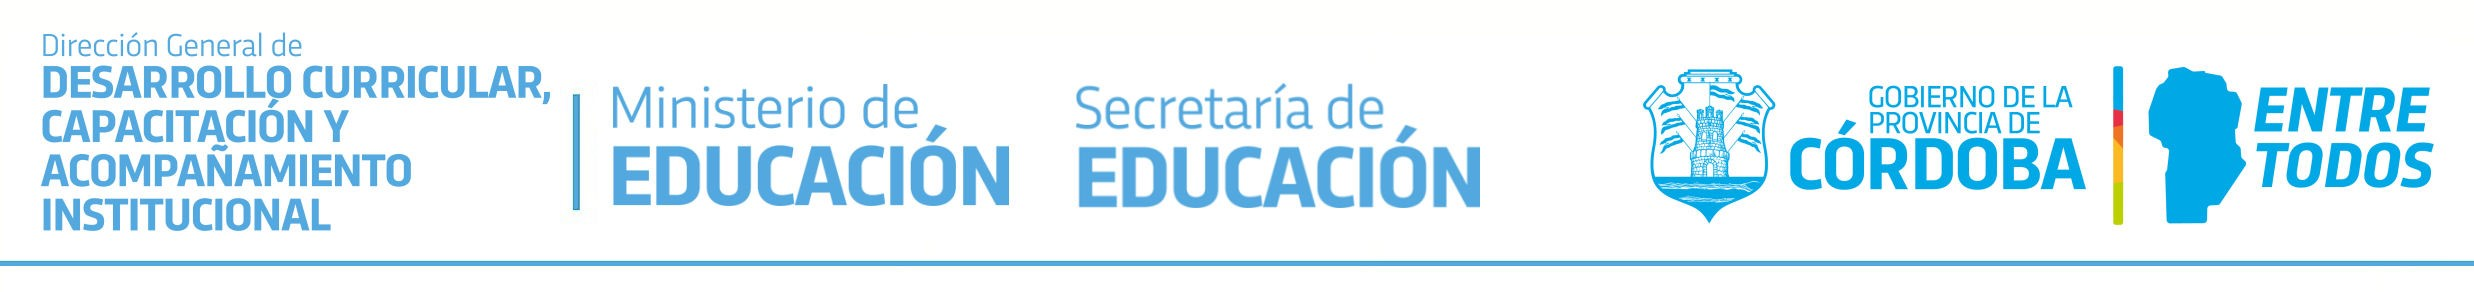 Dirección General de
DESARROLLO CURRICULAR,
CAPACITACIÓN Y
ACOMPAÑAMIENTO
INSTITUCIONAL
Ministerio de
EDUCACIÓN
Secretaría de
EDUCACIÓN
GOBIERNO DE LA
PROVINCIA DE
CÓRDOBA
ENTRE
TODOS